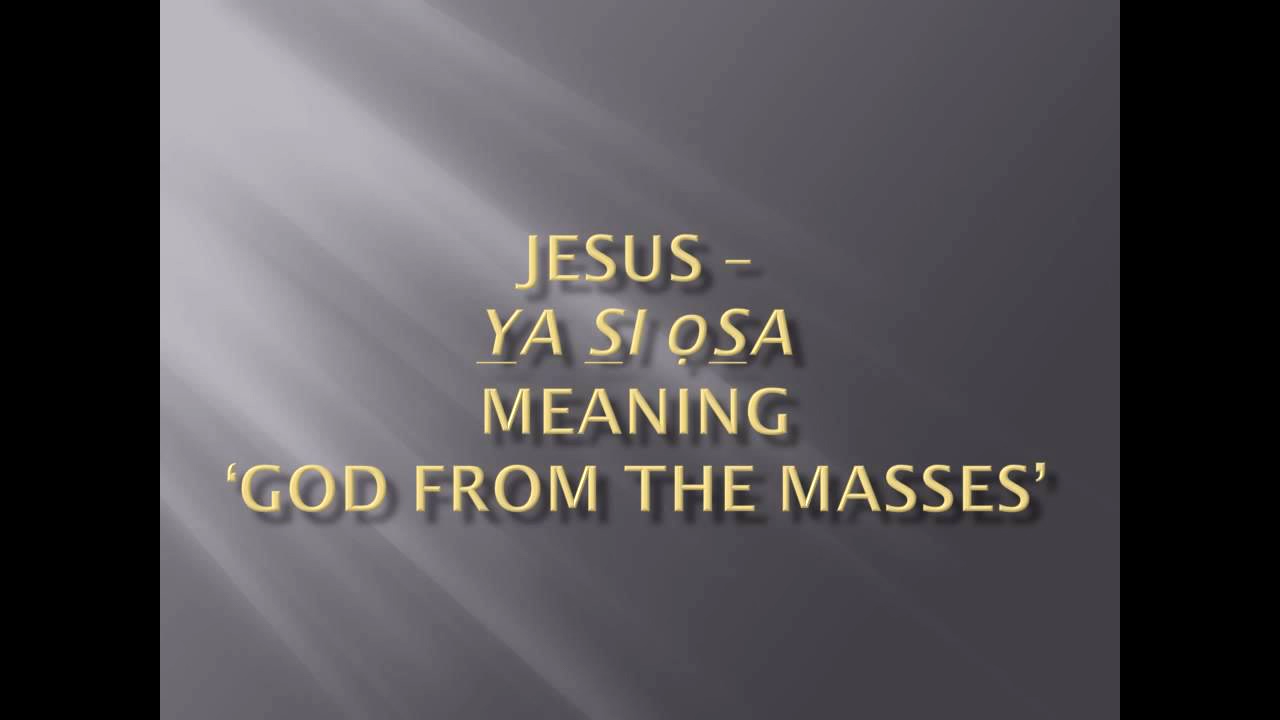 JESUS –
YA SI ỌSA
MEANING
‘GOD FROM THE MASSES’